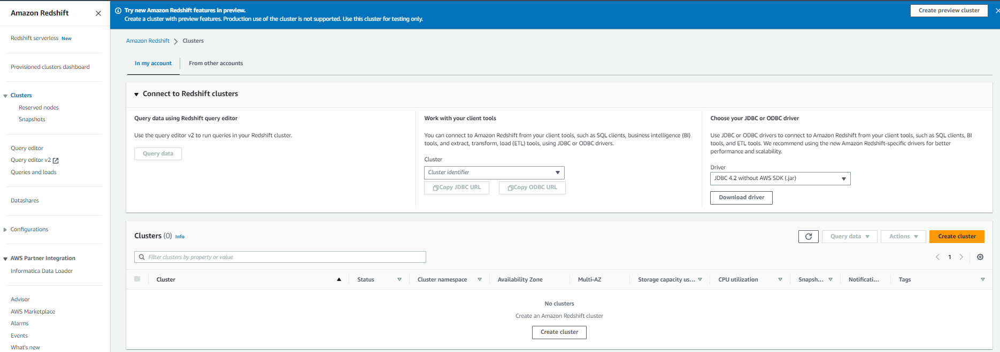 Amazon Redshift
Redshift serverless New
Provisioned clusters dashboard
Clusters
Reserved nodes
Snapshots
Query editor
Query editor v2
Queries and loads
Datashares
Configurations
AWS Partner Integration
Informatica Data Loader
Advisor
AWS Marketplace
Alarms
Events
What's new
Try new Amazon Redshift features in preview.
Create a cluster with preview features. Production use of the cluster is not supported. Use this cluster for testing only.
Create preview cluster
Amazon Redshift > Clusters
In my account
From other accounts
Connect to Redshift clusters
Query data using Redshift query editor
Use the query editor v2 to run queries in your Redshift cluster.
Query data
Work with your client tools
You can connect to Amazon Redshift from your client tools, such as SQL clients, business intelligence (BI)
tools, and extract, transform, load (ETL) tools, using JDBC or ODBC drivers.
Cluster
Cluster identifier
Copy JDBC URL
Copy ODBC URL
Choose your JDBC or ODBC driver
Use JDBC or ODBC drivers to connect to Amazon Redshift from your client tools, such as SQL clients, BI
tools, and ETL tools. We recommend using the new Amazon Redshift-specific drivers for better
performance and scalability.
Driver
JDBC 4.2 without AWS SDK (.jar)
Download driver
Clusters (0) Info
Query data
Actions
Create cluster
Filter clusters by property or value
1
Cluster
Status
Cluster namespace
Availability Zone
Multi-AZ
Storage capacity us...
CPU utilization
Snapsh...
Notificati...
Tags
No clusters
Create an Amazon Redshift cluster
Create cluster